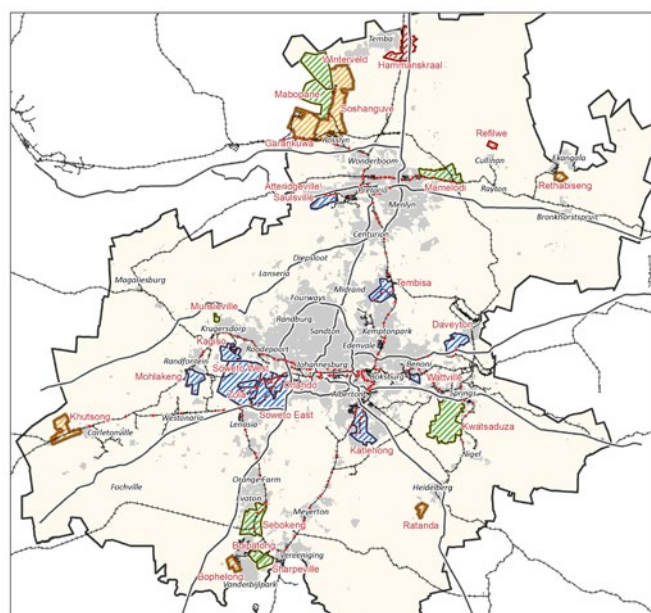 Temba
Winterveld
Hammanskraal
Mabopane
Soshanguve
Garankuwa
Rosslyn
Refilwe
Wonderboom
Cullinan
Ekangala
Atteridgeville
Saulsville
Pretoria
Mamelodi
Rayton
Rethabiseng
Menlyn
Bronkhorstspruit
Centurion
Diepsloot
Lanseria
Magaliesburg
Midrand
Tembisa
Fourways
Munsieville
Randburg
Krugersdorp
Sandton
Kemptonpark
Daveyton
Kagiso
Roodepoort
Edenvale
Randfontein
Johannesburg
Benoni
Mohlakeng
Soweto West
Boksburg
Wattville
Zola
Orlando
Alberton
Springs
Khutsong
Soweto East
Westonaria
Carletonville
Lenasia
Katlehong
Kwatsaduza
Nigel
Fochville
Orange Farm
Heidelberg
Evaton
Meyerton
Ratanda
Sebokeng
Boipatong
Vereeniging
Bophelong
Sharpeville
Vanderbijlpark